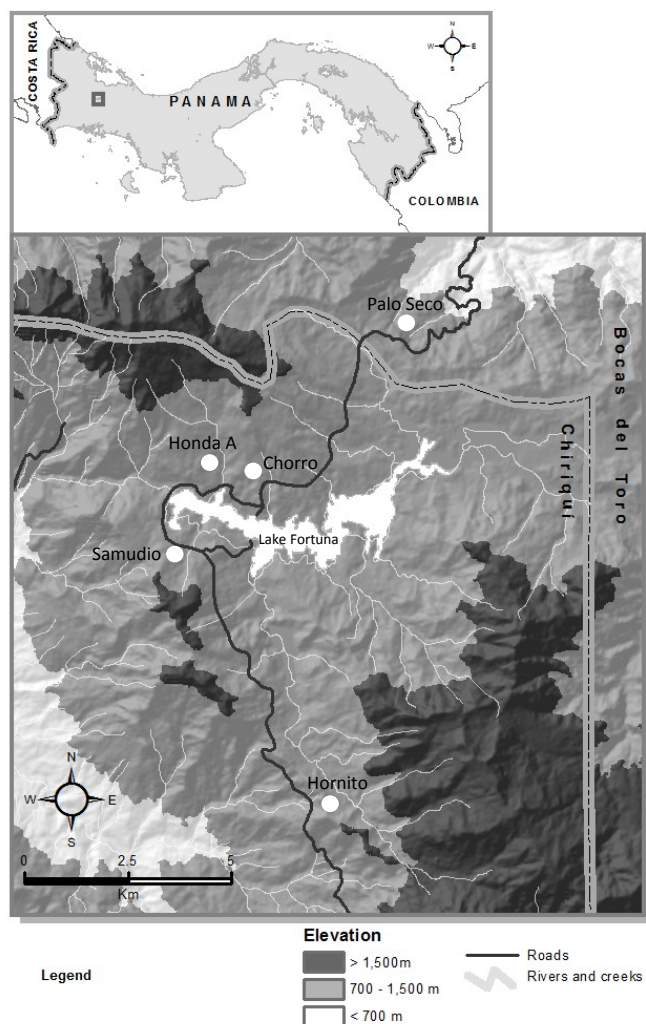 N
W E
S
COSTA RICA
PANAMA
COLOMBIA
Palo Seco
Bocas del Toro
Chiriquí
Honda A
Chorro
Lake Fortuna
Samudio
Hornito
N
W E
S
0 2.5 5
Km
Legend
Elevation
> 1,500m
700 - 1,500 m
< 700 m
Roads
Rivers and creeks